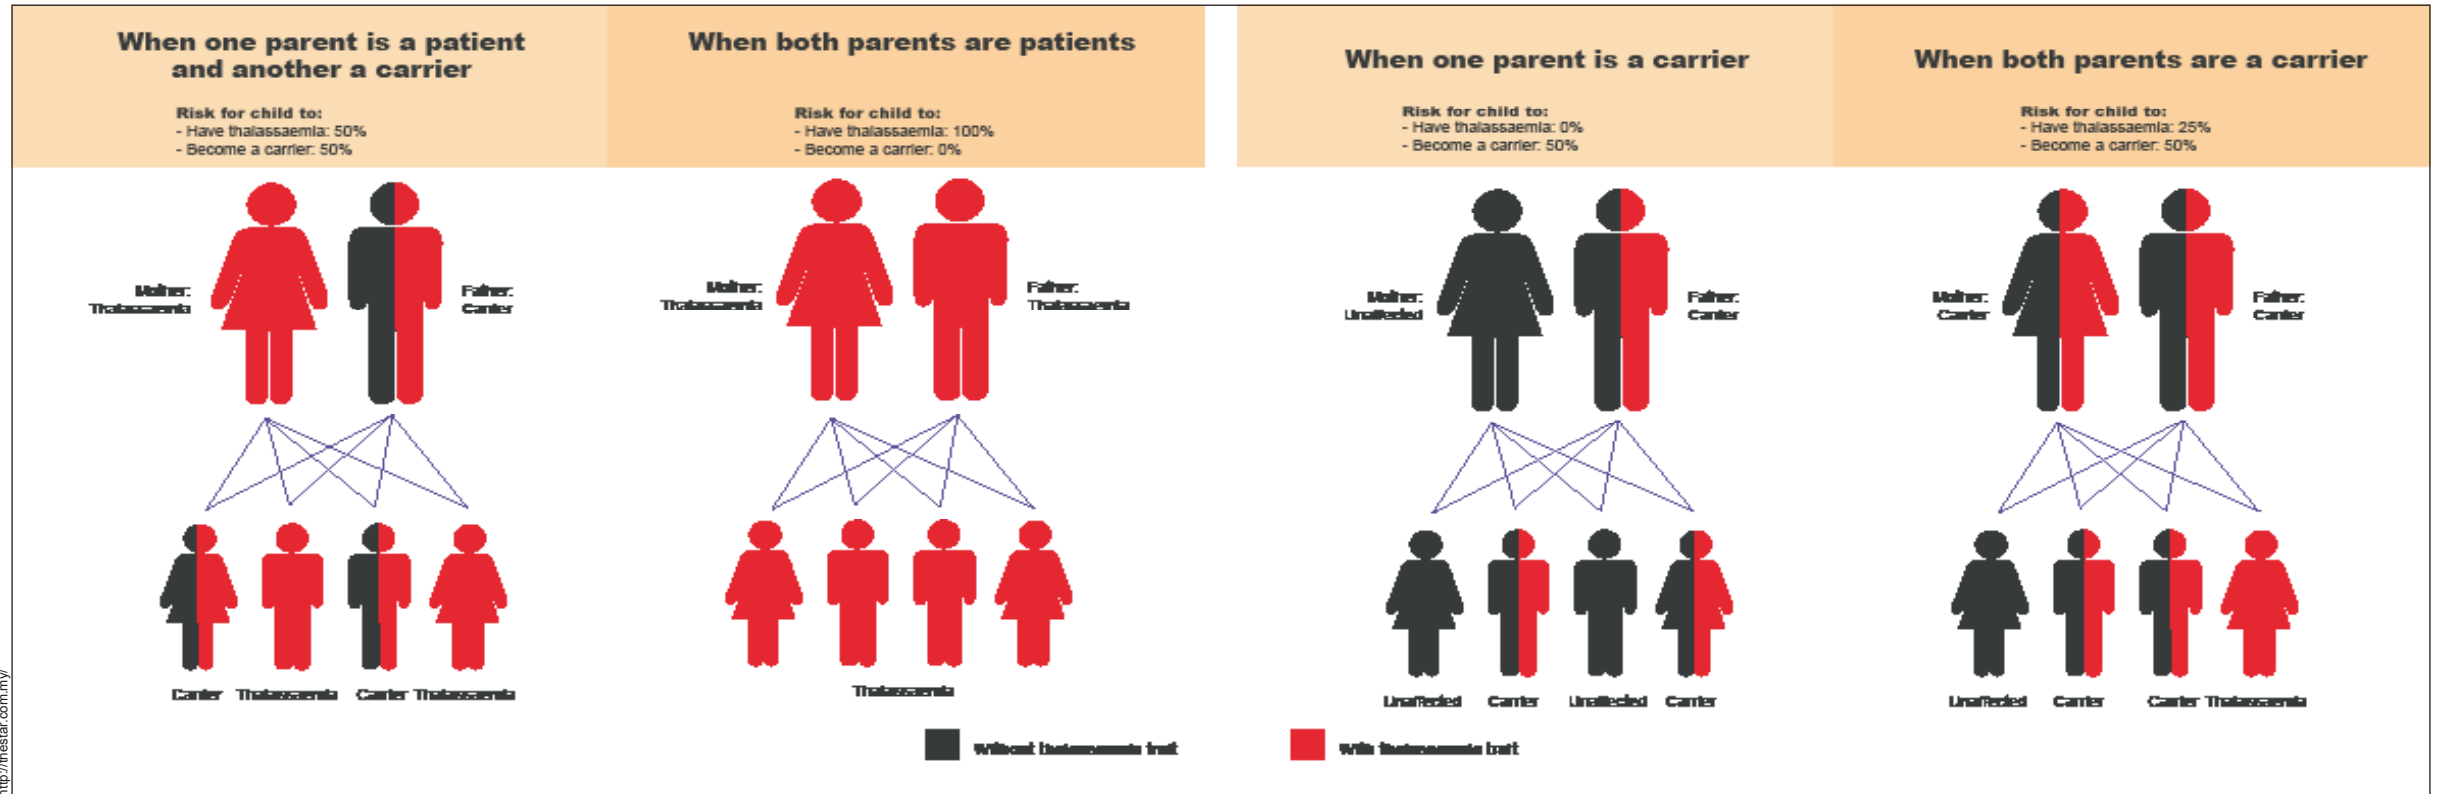 When one parent is a patient
and another a carrier
Risk for child to:
- Have thalassaemia: 50%
- Become a carrier: 50%
When both parents are patients
Risk for child to:
- Have thalassaemia: 100%
- Become a carrier: 0%
When one parent is a carrier
Risk for child to:
- Have thalassaemia: 0%
- Become a carrier: 50%
When both parents are a carrier
Risk for child to:
- Have thalassaemia: 25%
- Become a carrier: 50%
Mother:
Thalassaemia
Father:
Carrier
Mother:
Thalassaemia
Father:
Thalassaemia
Mother:
Unaffected
Father:
Carrier
Mother:
Carrier
Father:
Carrier
Carrier Thalassaemia Carrier Thalassaemia
Thalassaemia
Unaffected Carrier Unaffected Carrier
Unaffected Carrier Carrier Thalassaemia
Without thalassaemia trait
With thalassaemia trait
http://thestar.com.my/